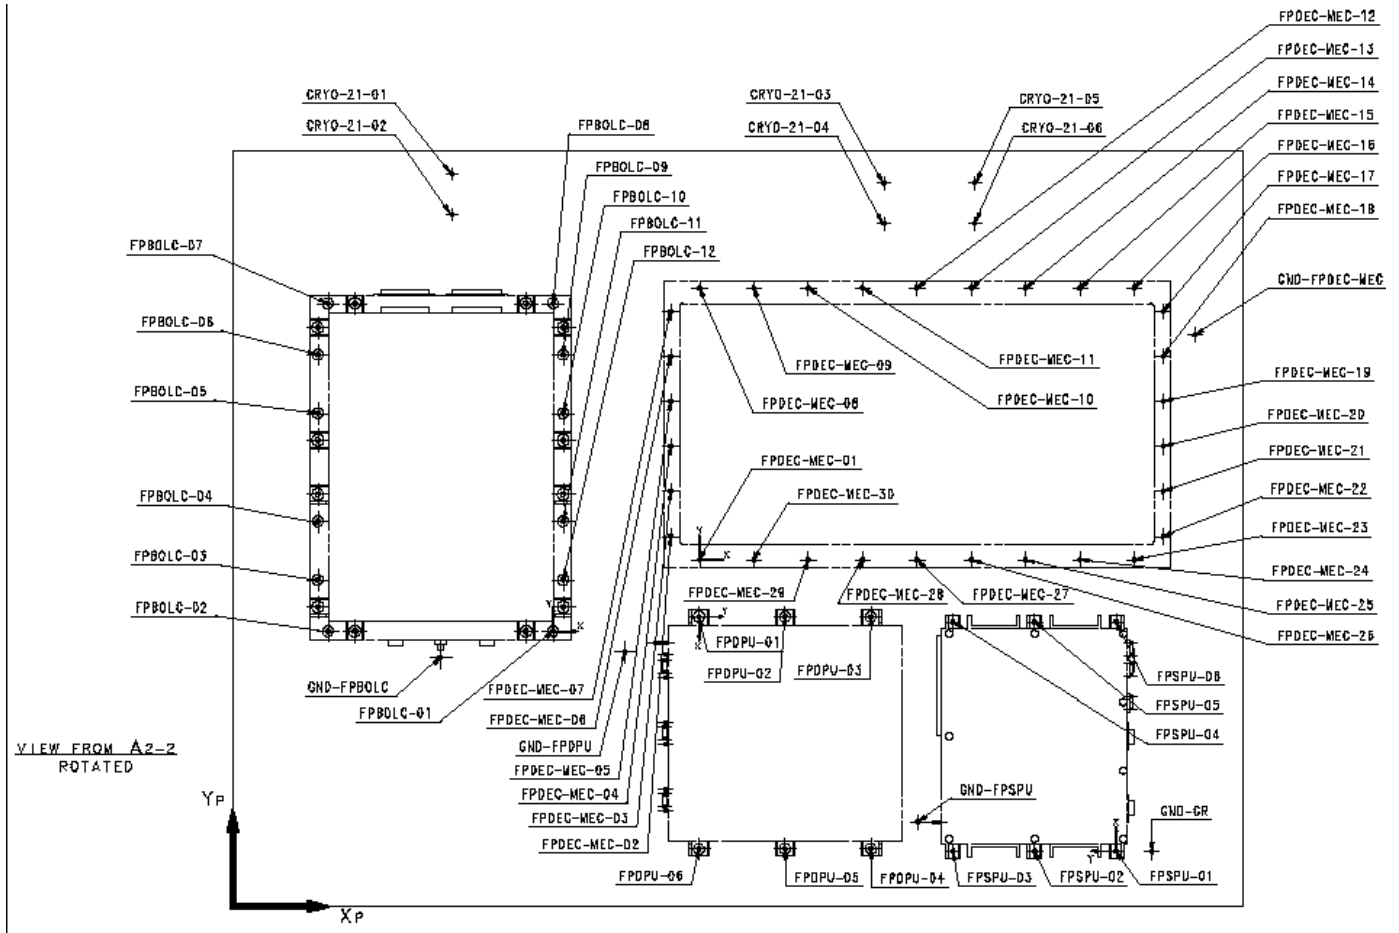 FPDEC-MEC-12
FPDEC-MEC-13
FPDEC-MEC-14
CRYO-21-01
CRYO-21-03
CRYO-21-05
FPDEC-MEC-15
CRYO-21-02
FPBOLC-08
CRYO-21-04
CRYO-21-06
FPDEC-MEC-16
FPBOLC-09
FPDEC-MEC-17
FPBOLC-10
FPDEC-MEC-18
FPBOLC-11
FPBOLC-07
FPBOLC-12
GND-FPDEC-MEC
FPBOLC-06
FPDEC-MEC-09
FPDEC-MEC-11
FPDEC-MEC-19
FPBOLC-05
FPDEC-MEC-08
FPDEC-MEC-10
FPDEC-MEC-20
FPDEC-MEC-01
FPDEC-MEC-21
FPBOLC-04
FPDEC-MEC-30
FPDEC-MEC-22
FPDEC-MEC-23
Y
X
FPBOLC-03
FPDEC-MEC-24
FPDEC-MEC-29
FPDEC-MEC-28
FPDEC-MEC-27
FPDEC-MEC-25
FPBOLC-02
Y
X
Y
X
FPDPU-01
FPDEC-MEC-26
FPDPU-02
FPDPU-03
FPSPU-06
GND-FPBOLC
FPDEC-MEC-07
FPSPU-05
FPBOLC-01
FPDEC-MEC-06
FPSPU-04
VIEW FROM A2-2
ROTATED
GND-FPDPU
FPDEC-MEC-05
FPDEC-MEC-04
GND-FPSPU
YP
FPDEC-MEC-03
GND-GR
FPDEC-MEC-02
X
Y
FPDPU-06
FPDPU-05
FPDPU-04
FPSPU-03
FPSPU-02
FPSPU-01
XP